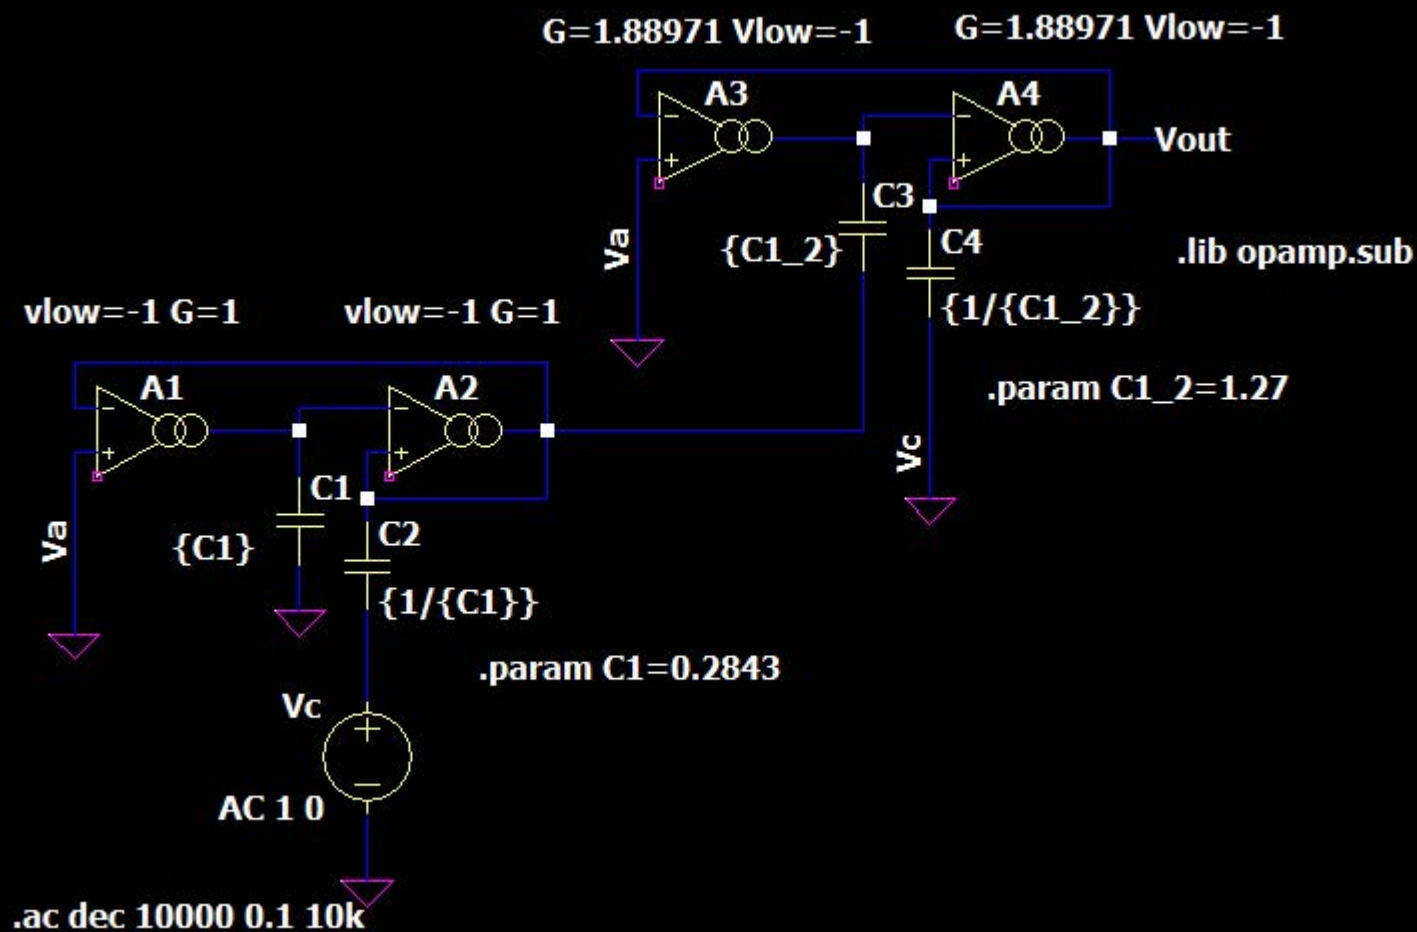 G=1.88971 Vlow=-1
G=1.88971 Vlow=-1
A3
A4
Vout
C3
{C1_2}
C4
{1/{C1_2}}
Va
.lib opamp.sub
.param C1_2=1.27
Vc
vlow=-1 G=1
vlow=-1 G=1
A1
A2
C1
{C1}
C2
{1/{C1}}
Va
.param C1=0.2843
Vc
AC 1 0
.ac dec 10000 0.1 10k